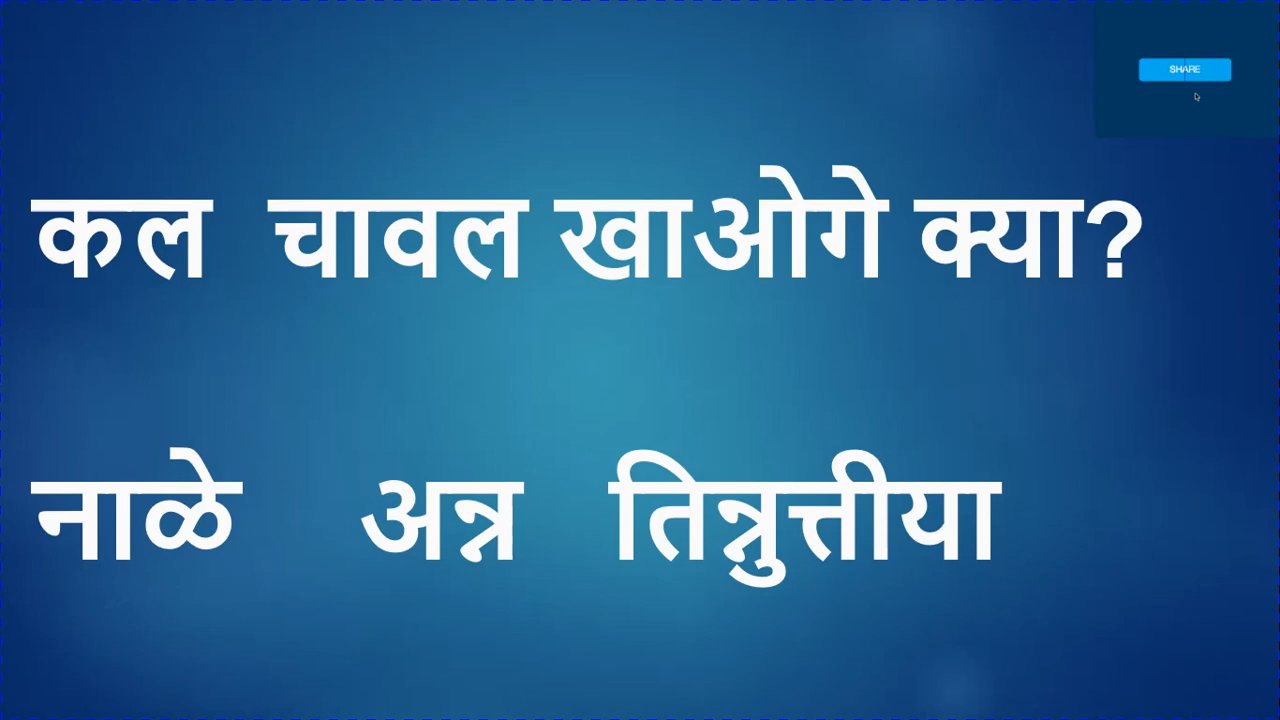 SHARE
कल चावल खाओगे क्या?
नाळे अन्न तिन्नुत्तीया